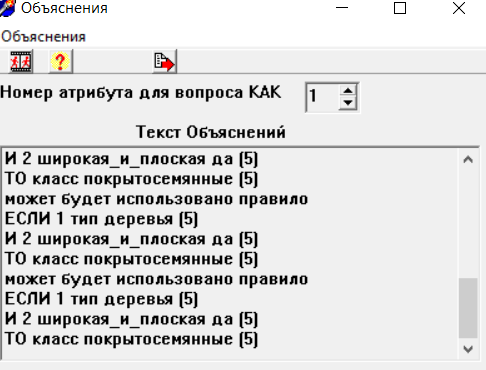 Объяснения
Объяснения
?
Номер атрибута для вопроса КАК
1
Текст Объяснений
И 2 широкая_и_плоская да (5)
ТО класс покрытосемянные (5)
может будет использовано правило
ЕСЛИ 1 тип деревья (5)
И 2 широкая_и_плоская да (5)
ТО класс покрытосемянные (5)
может будет использовано правило
ЕСЛИ 1 тип деревья (5)
И 2 широкая_и_плоская да (5)
ТО класс покрытосемянные (5)